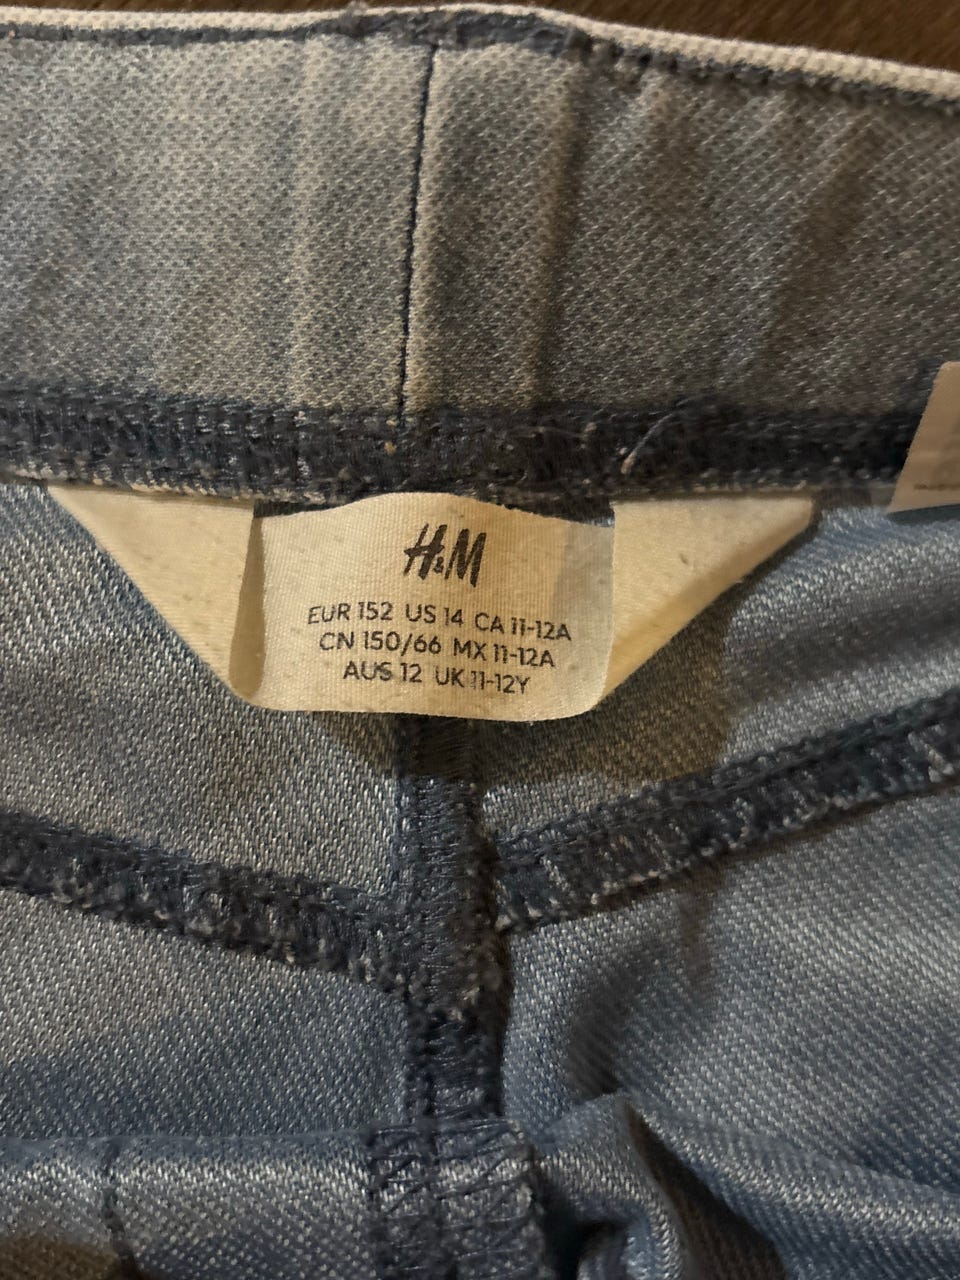 H&M
EUR 152 US 14 CA 11-12A
CN 150/66 MX 11-12A
AUS 12 UK 11-12Y